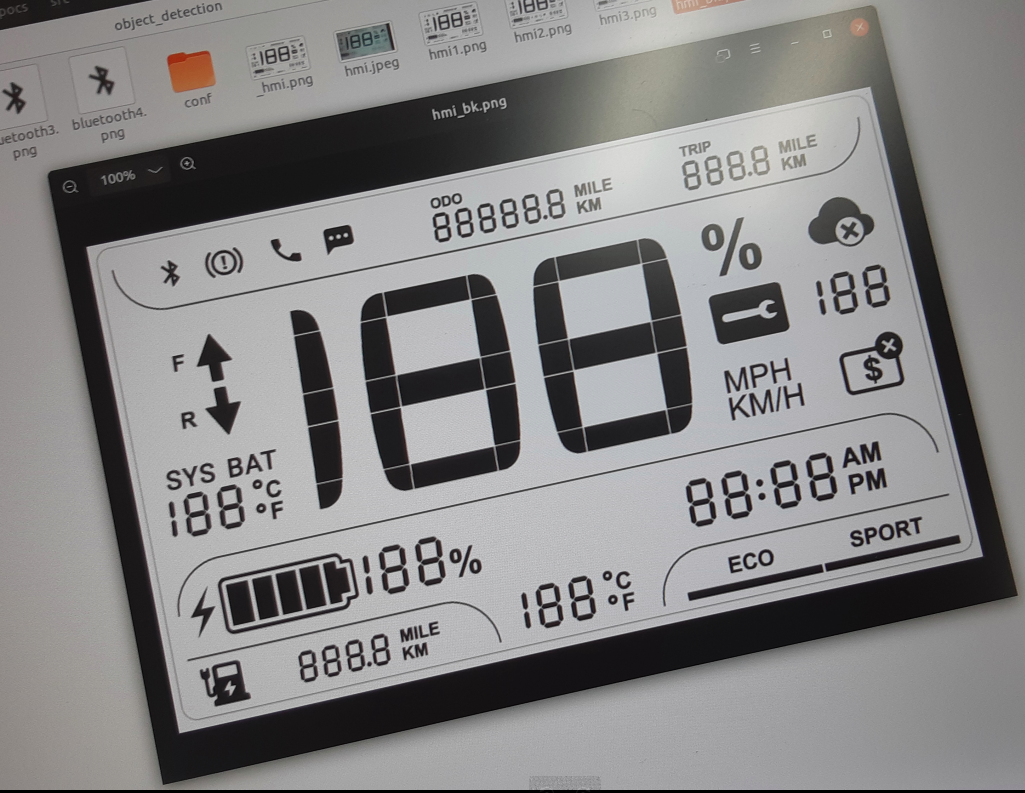 pocs
object_detection
bluetooth3.
png
bluetooth4.
png
conf
_hmi.png
hmi.jpeg
hmi1.png
hmi2.png
hmi3.png
hmi_bk.png
100%
ODO
88888.8 MILE
KM
TRIP
888.8 MILE
KM
188
%
188
F
R
MPH
KM/H
$
SYS BAT
188 °C
°F
88:88 AM
PM
188%
188 °C
°F
ECO
SPORT
888.8 MILE
KM